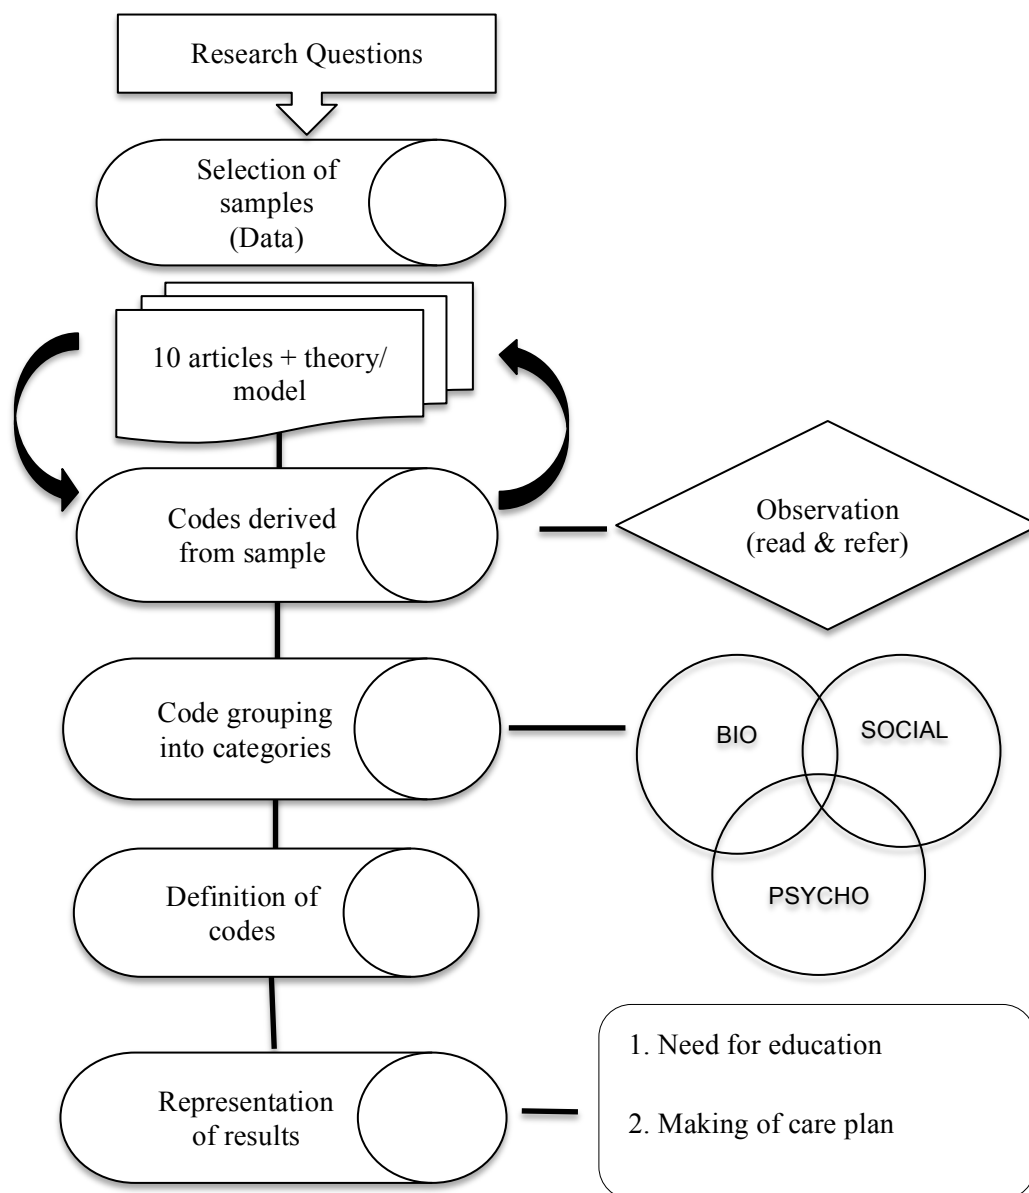 Research Questions
Selection of
samples
(Data)
10 articles + theory/
model
Codes derived
from sample
Observation
(read & refer)
Code grouping
into categories
BIO
SOCIAL
PSYCHO
Definition of
codes
Representation
of results
1. Need for education
2. Making of care plan